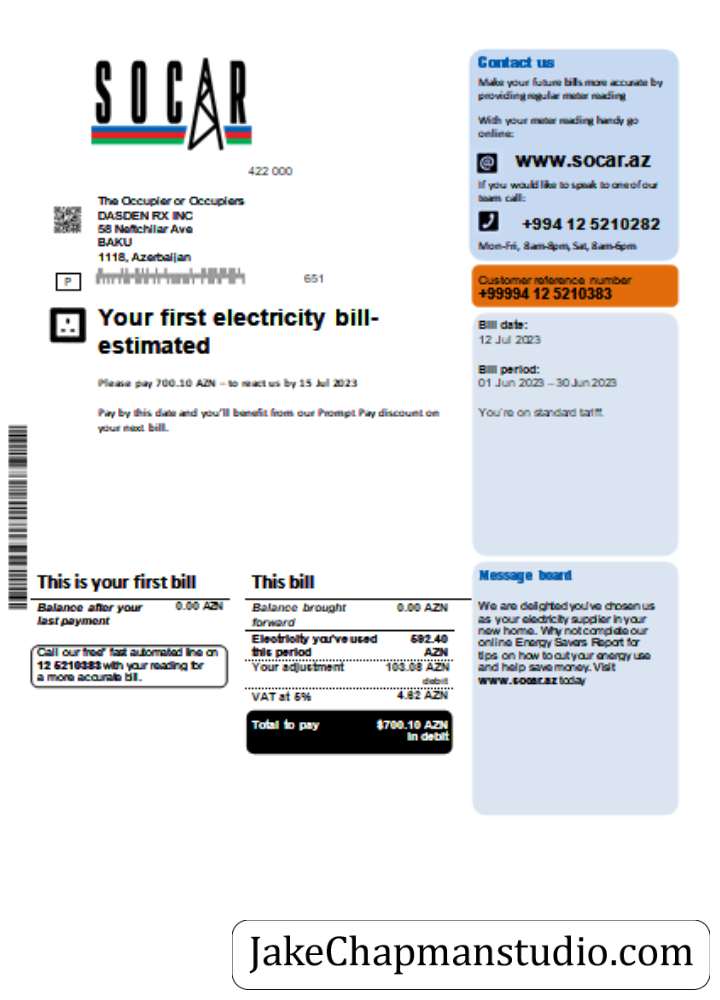 SOCAR
422 000
The Occupier or Occupiers
DASDEN RX INC
58 Neftchilar Ave
BAKU
1118, Azerbaijan
P
651
Your first electricity bill-
estimated
Please pay 700.10 AZN – to react us by 15 Jul 2023
Pay by this date and you'll benefit from our Prompt Pay discount on
your next bill.
Contact us
Make your future bills more accurate by
providing regular meter reading
With your meter reading handy go
online:
www.socar.az
If you would like to speak to one of our
team call:
+994 12 5210282
Mon-Fri, 8am-8pm, Sat, 8am-6pm
Customer reference number
+99994 12 5210383
Bill date:
12 Jul 2023
Bill period:
01 Jun 2023 – 30 Jun 2023
You're on standard tariff.
This is your first bill
Balance after your 0.00 AZN
last payment
Call our free* fast automated line on
12 5210383 with your reading for
a more accurate bill.
This bill
Balance brought 0.00 AZN
forward
Electricity you've used 592.40
this period AZN
Your adjustment 103.08 AZN
debit
VAT at 5% 4.62 AZN
Total to pay $700.10 AZN
in debit
Message board
We are delighted you've chosen us
as your electricity supplier in your
new home. Why not complete our
online Energy Savers Report for
tips on how to cut your energy use
and help save money. Visit
www.socar.az today
JakeChapmanstudio.com